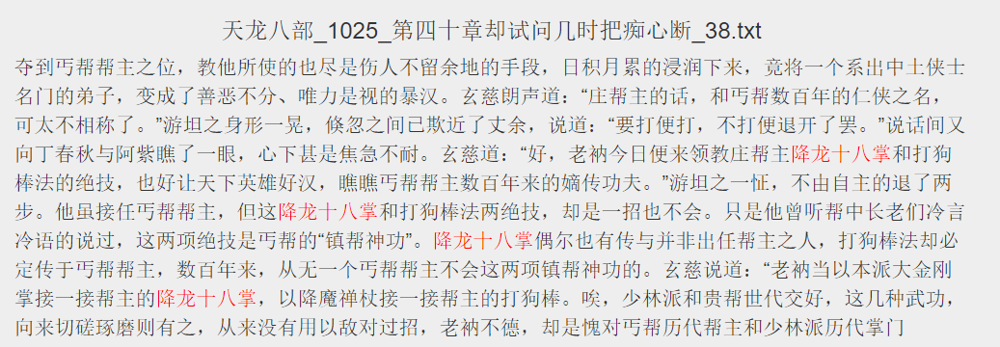 天龙八部_1025_第四十章却试问几时把痴心断_38.txt
夺到丐帮帮主之位，教他所使的也尽是伤人不留余地的手段，日积月累的浸润下来，竟将一个系出中土侠士
名门的弟子，变成了善恶不分、唯力是视的暴汉。玄慈朗声道：“庄帮主的话，和丐帮数百年的仁侠之名，
可太不相称了。”游坦之身形一晃，倏忽之间已欺近了丈余，说道：“要打便打，不打便退开了罢。”说话间又
向丁春秋与阿紫瞧了一眼，心下甚是焦急不耐。玄慈道：“好，老衲今日便来领教庄帮主降龙十八掌和打狗
棒法的绝技，也好让天下英雄好汉，瞧瞧丐帮帮主数百年来的嫡传功夫。”游坦之一怔，不由自主的退了两
步。他虽接任丐帮帮主，但这降龙十八掌和打狗棒法两绝技，却是一招也不会。只是他曾听帮中长老们冷言
冷语的说过，这两项绝技是丐帮的“镇帮神功”。降龙十八掌偶尔也有传与并非出任帮主之人，打狗棒法却必
定传于丐帮帮主，数百年来，从无一个丐帮帮主不会这两项镇帮神功的。玄慈说道：“老衲当以本派大金刚
掌接一接帮主的降龙十八掌，以降魔禅杖接一接帮主的打狗棒。唉，少林派和贵帮世代交好，这几种武功，
向来切磋琢磨则有之，从来没有用以敌对过招，老衲不德，却是愧对丐帮历代帮主和少林派历代掌门